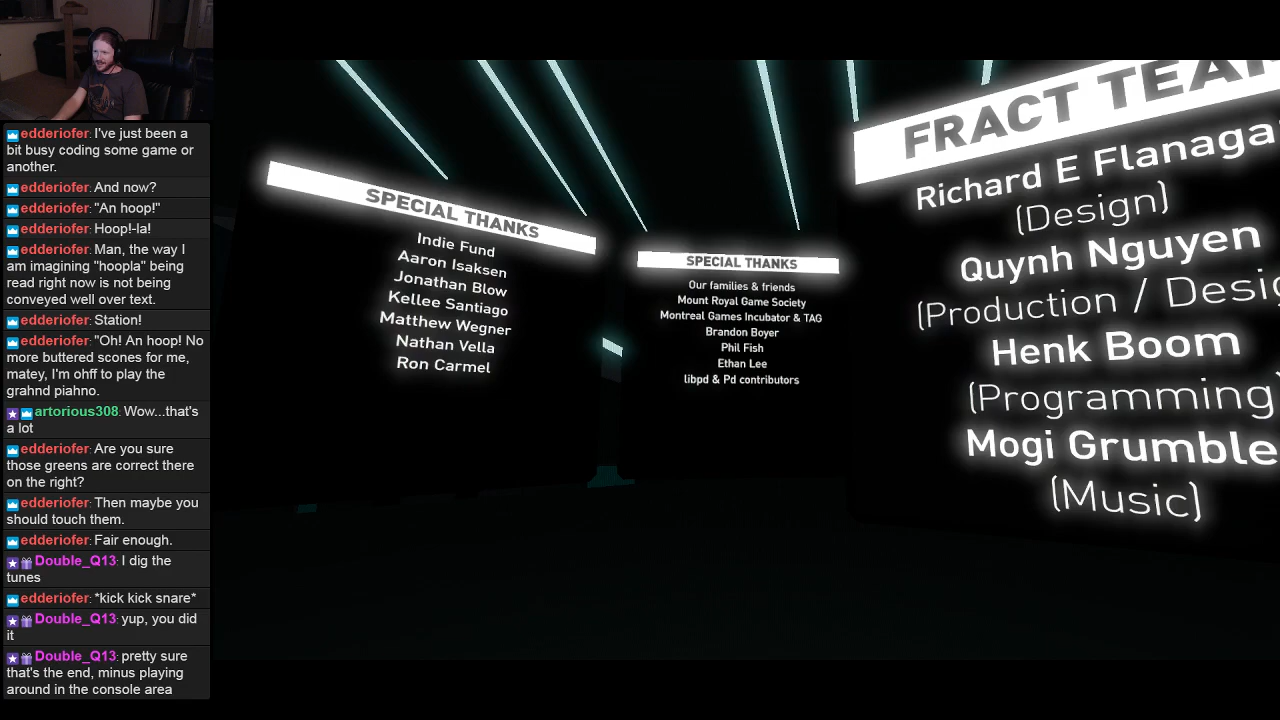 edderiofer: I've just been a
bit busy coding some game or
another.
edderiofer: And now?
edderiofer: "An hoop!"
edderiofer: Hoop!-la!
edderiofer: Man, the way I
am imagining "hoopla" being
read right now is not being
conveyed well over text.
edderiofer: Station!
edderiofer: "Oh! An hoop! No
more buttered scones for me,
matey, I'm ohff to play the
grahnd piahno.
artorious308: Wow...that's
a lot
edderiofer: Are you sure
those greens are correct there
on the right?
edderiofer: Then maybe you
should touch them.
edderiofer: Fair enough.
Double_Q13: I dig the
tunes
edderiofer: *kick kick snare*
Double_Q13: yup, you did
it
Double_Q13: pretty sure
that's the end, minus playing
around in the console area
SPECIAL THANKS
Indie Fund
Aaron Isaksen
Jonathan Blow
Kellee Santiago
Matthew Wegner
Nathan Vella
Ron Carmel
SPECIAL THANKS
Our families & friends
Mount Royal Game Society
Montreal Games Incubator & TAG
Brandon Boyer
Phil Fish
Ethan Lee
libpd & Pd contributors
FRACT TEAM
Richard E Flanaga
(Design)
Quynh Nguyen
(Production / Desig
Henk Boom
(Programming)
Mogi Grumble
(Music)